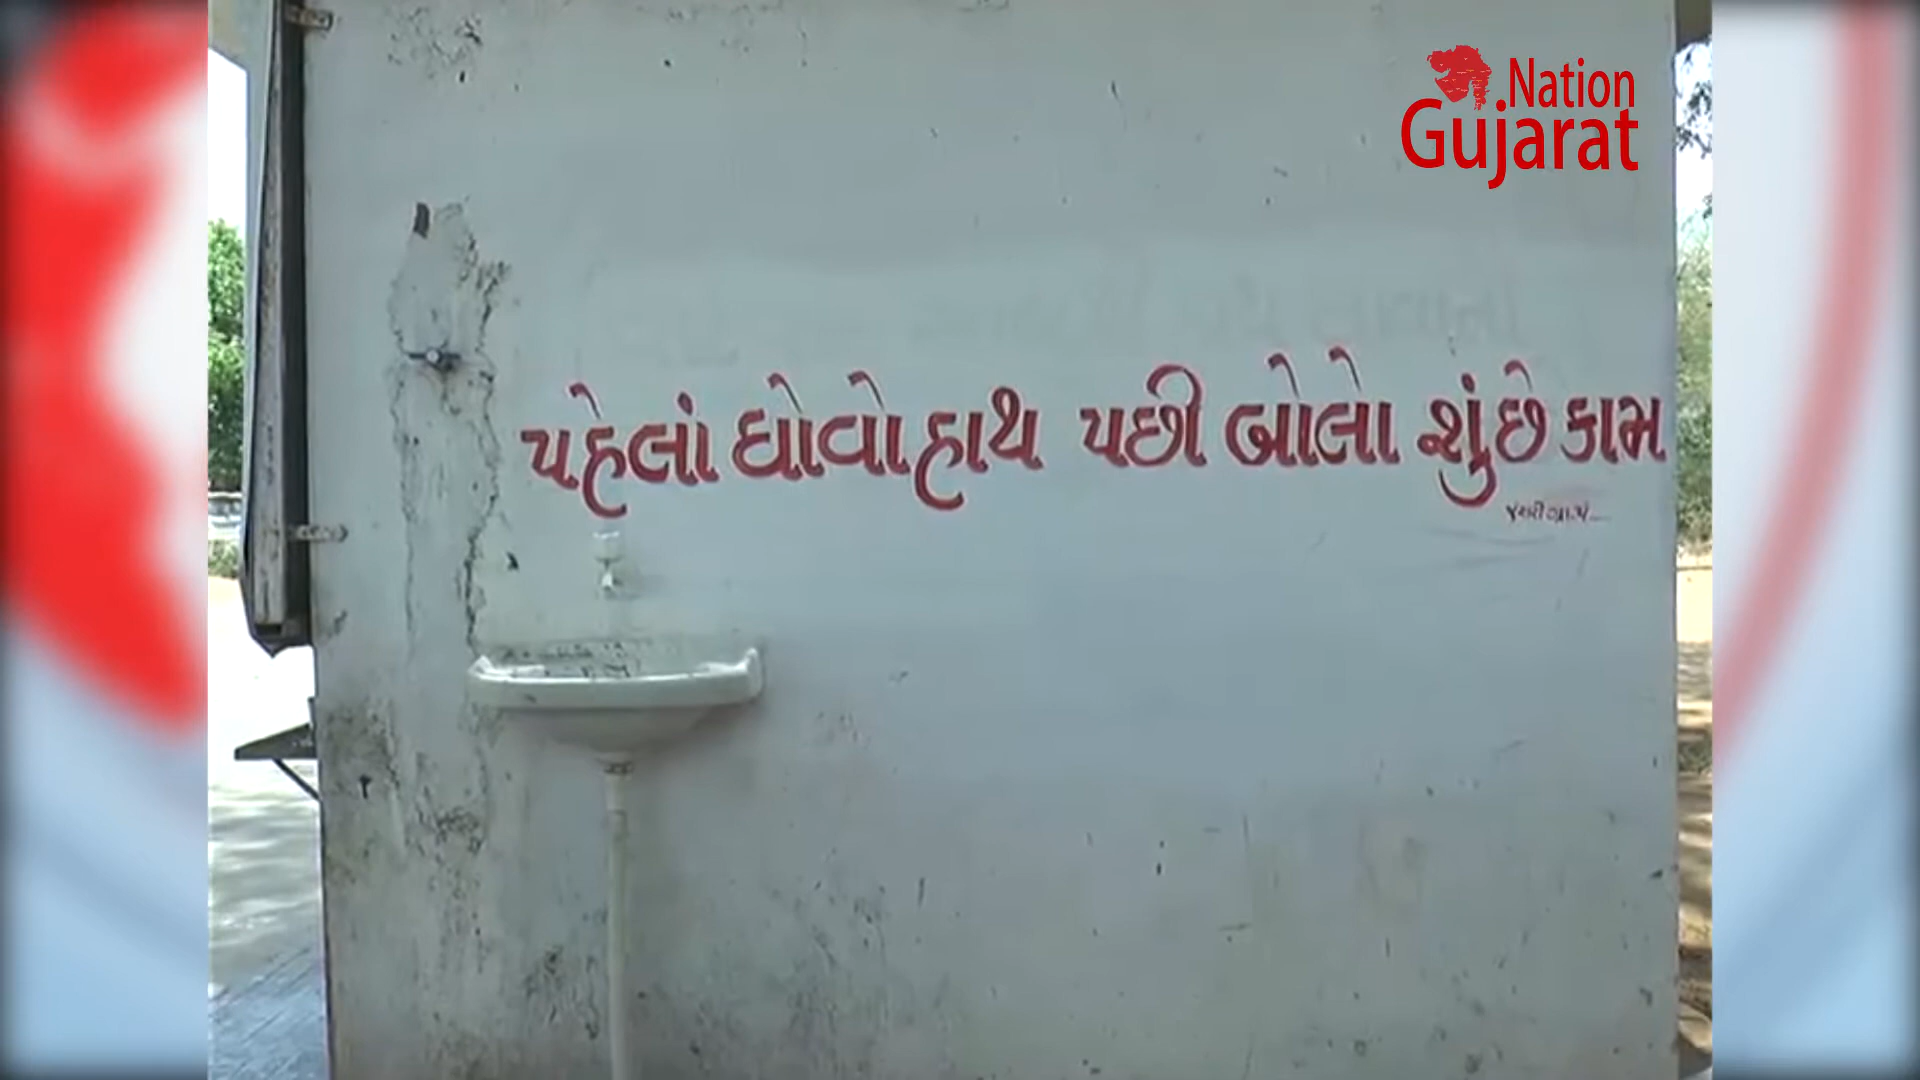 Nation
Gujarat
પહેલાં ધોવો હાથ પછી બોલો શું છે કામ